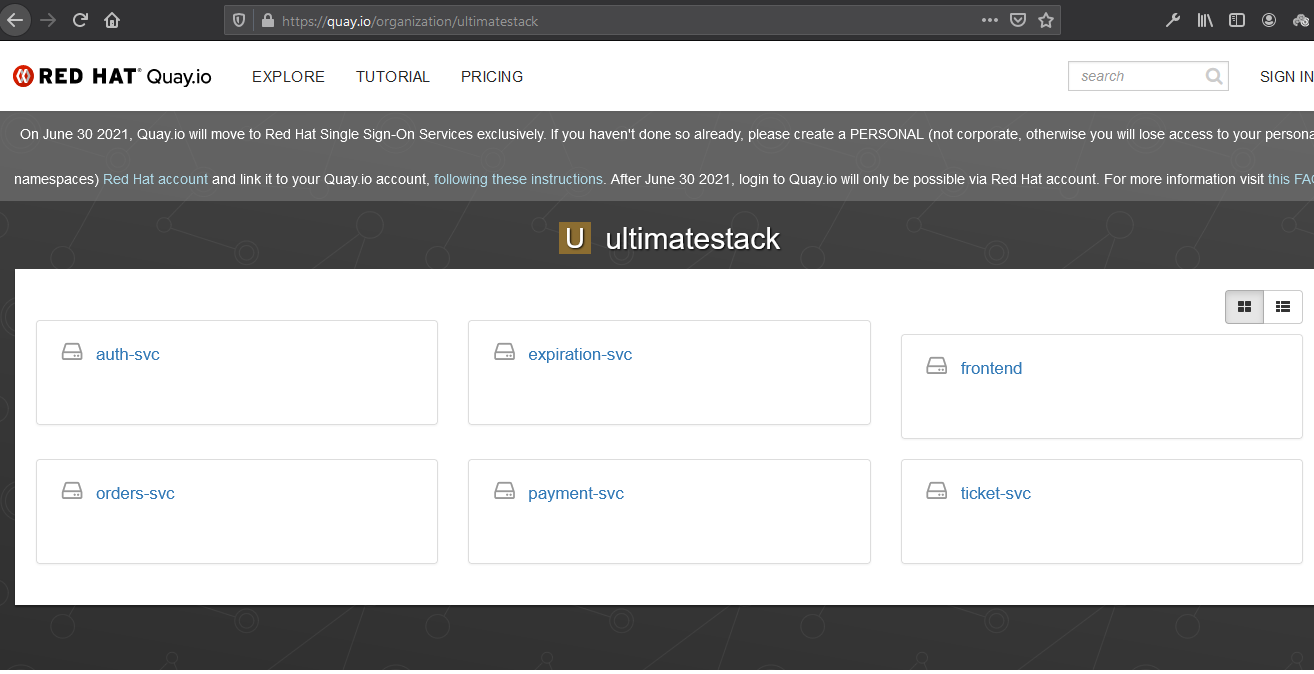 https://quay.io/organization/ultimatestack
RED HAT® Quay.io EXPLORE TUTORIAL PRICING search SIGN IN
On June 30 2021, Quay.io will move to Red Hat Single Sign-On Services exclusively. If you haven't done so already, please create a PERSONAL (not corporate, otherwise you will lose access to your persona
namespaces) Red Hat account and link it to your Quay.io account, following these instructions. After June 30 2021, login to Quay.io will only be possible via Red Hat account. For more information visit this FAQ
U ultimatestack
auth-svc expiration-svc frontend
orders-svc payment-svc ticket-svc